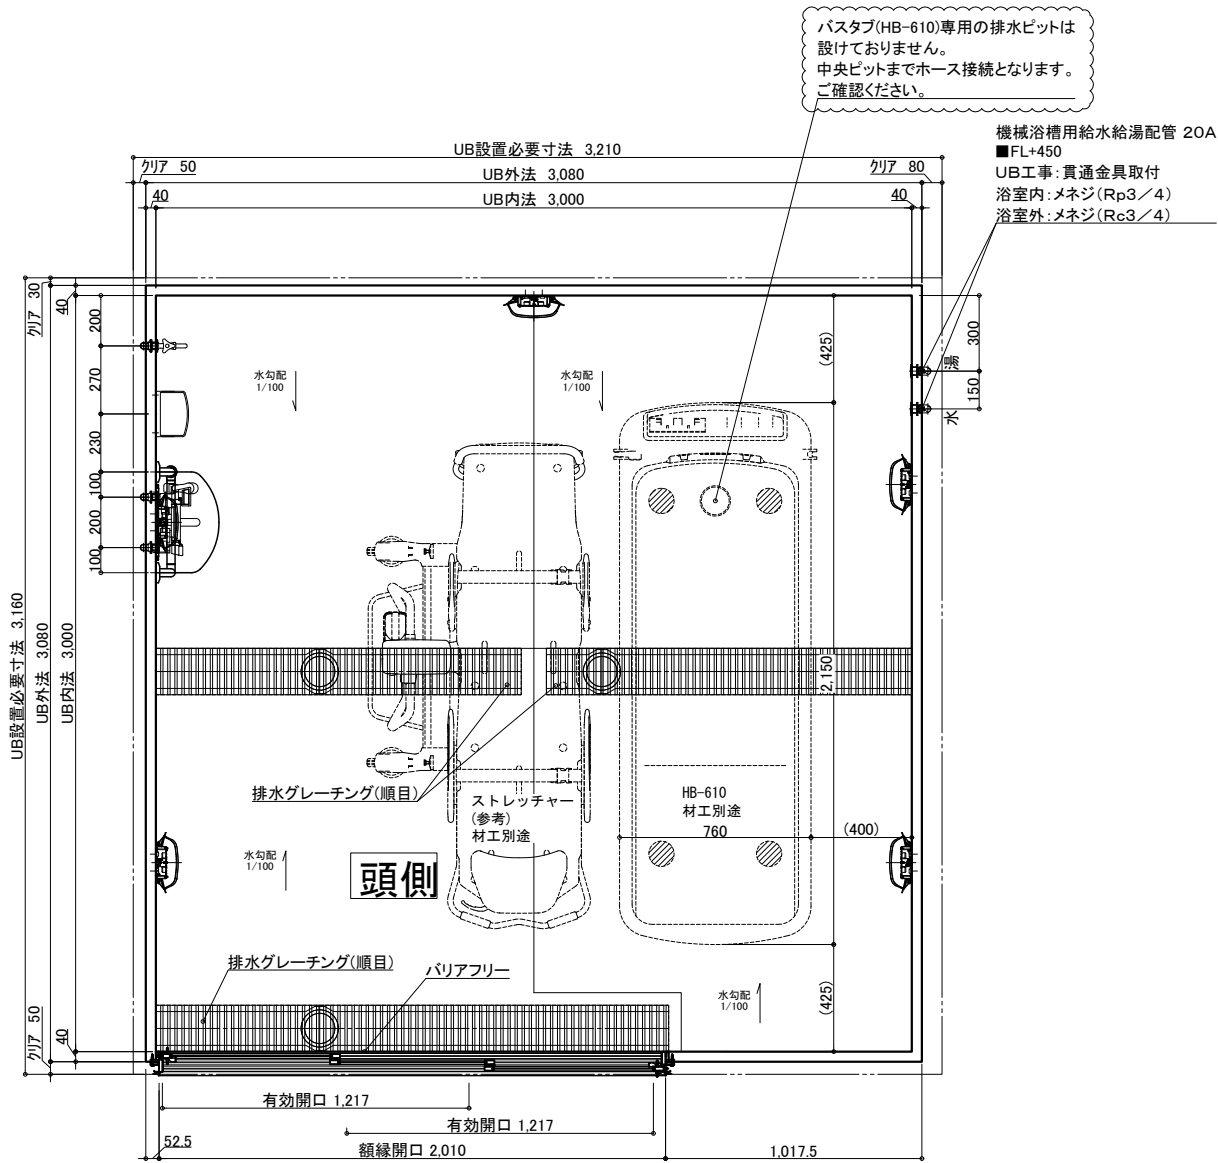 バスタブ(HB-610)専用の排水ピットは
設けておりません。
中央ピットまでホース接続となります。
ご確認ください。
機械浴槽用給水給湯配管 20A
■FL+450
UB工事:貫通金具取付
浴室内:メネジ(Rp3/4)
浴室外:メネジ(Rc3/4)
UB設置必要寸法 3,210
クリア 50
UB外法 3,080
クリア 80
40
UB内法 3,000
40
クリア 30
40
200
270
230
100
200
100
UB設置必要寸法 3,160
UB外法 3,080
UB内法 3,000
クリア 50
40
水勾配
1/100
水勾配
1/100
(425)
湯
300
150
水
2,150
排水グレーチング(順目)
ストレッチャー
(参考)
材工別途
HB-610
材工別途
760
(400)
水勾配
1/100
頭側
排水グレーチング(順目)
バリアフリー
水勾配
1/100
(425)
有効開口 1,217
有効開口 1,217
52.5
額縁開口 2,010
1,017.5